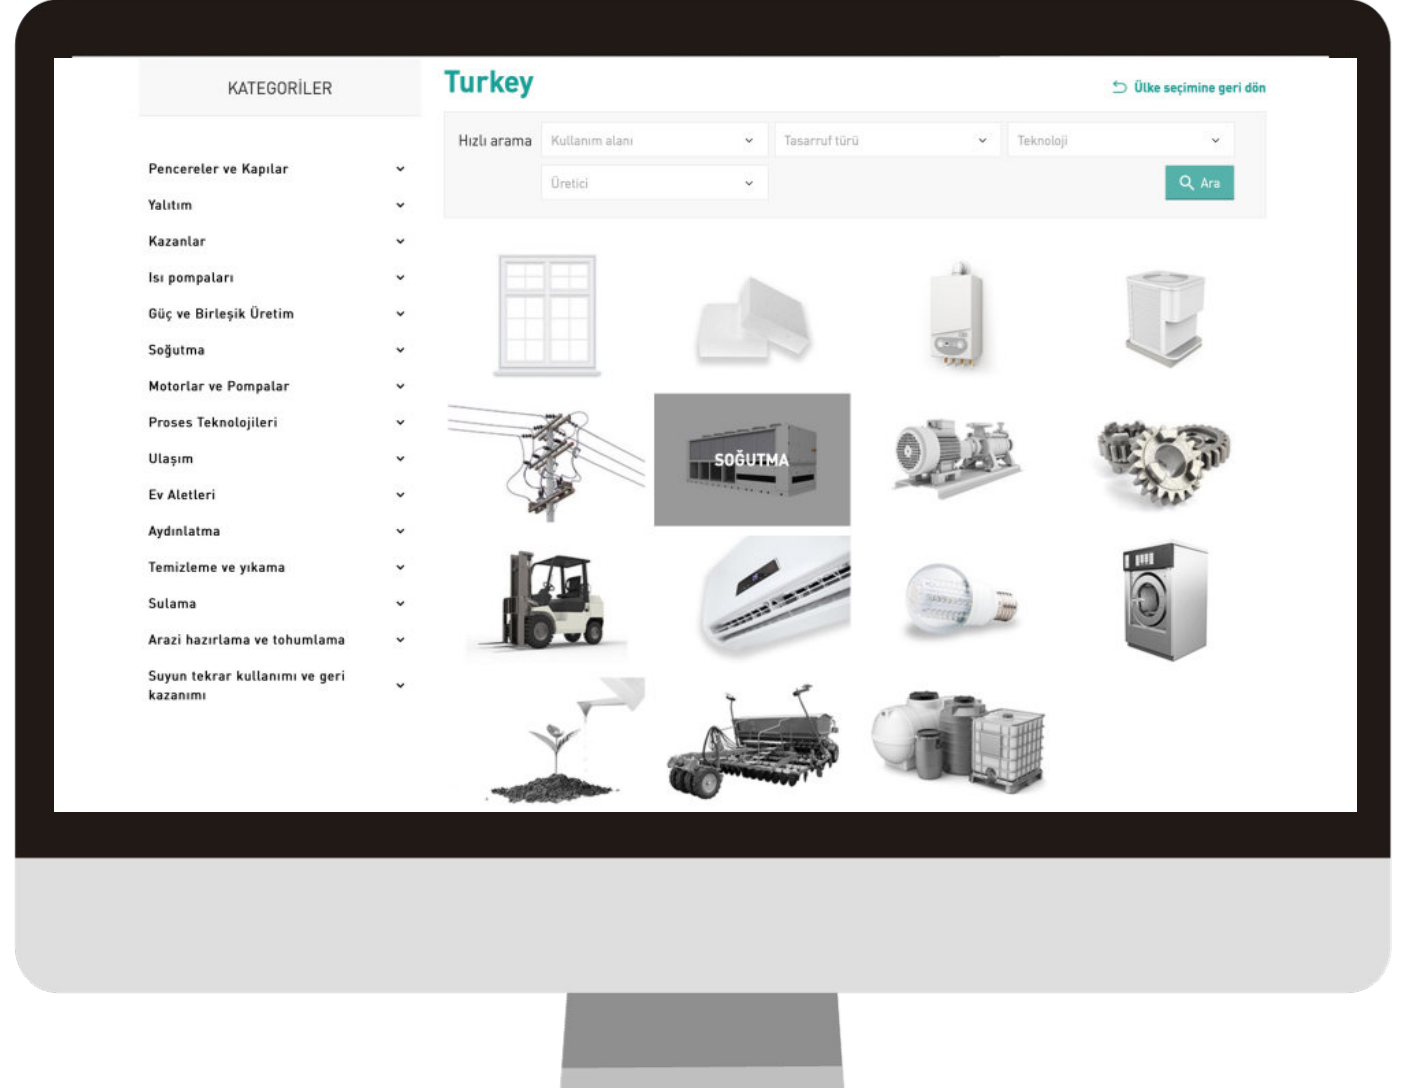 KATEGORİLER
Pencereler ve Kapılar
Yalıtım
Kazanlar
Isı pompaları
Güç ve Birleşik Üretim
Soğutma
Motorlar ve Pompalar
Proses Teknolojileri
Ulaşım
Ev Aletleri
Aydınlatma
Temizleme ve yıkama
Sulama
Arazi hazırlama ve tohumlama
Suyun tekrar kullanımı ve geri
kazanımı
Turkey
Ülke seçimine geri dön
Hızlı arama
Kullanım alanı
Tasarruf türü
Teknoloji
Üretici
Ara
SOĞUTMA